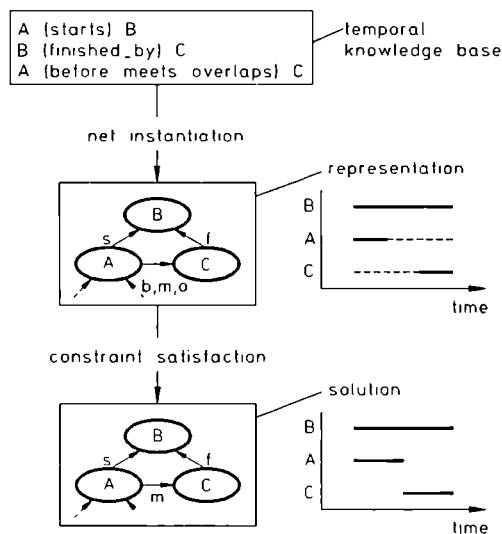 A (starts) B
B (finished_by) C
A (before meets overlaps) C
temporal
knowledge base
net instantiation
representation
B
s
f
A
C
b,m,o
B
A
C
time
constraint satisfaction
solution
B
s
f
A
C
m
B
A
C
time